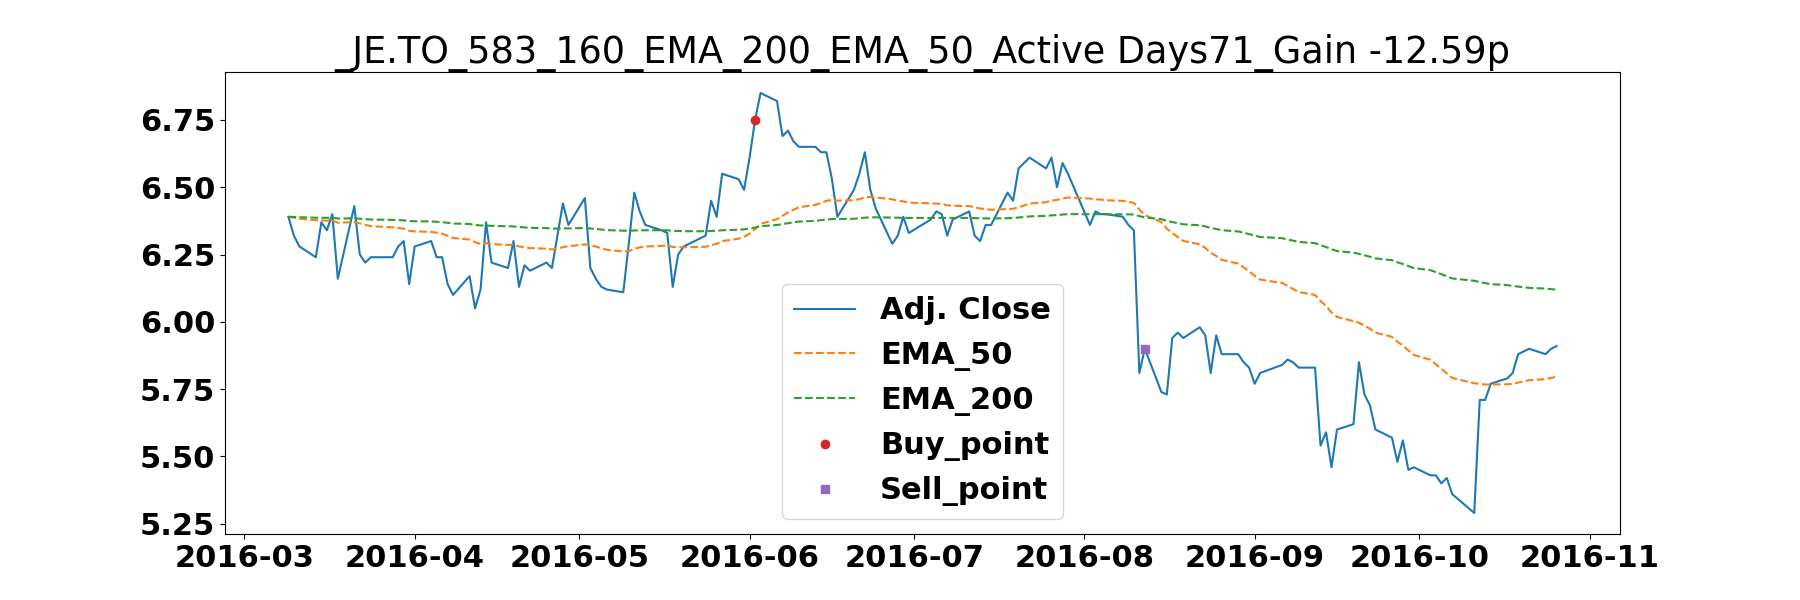 _JE.TO_583_160_EMA_200_EMA_50_Active Days71_Gain -12.59p
6.75
6.50
6.25
6.00
5.75
5.50
5.25
Adj. Close
EMA_50
EMA_200
Buy_point
Sell_point
2016-03 2016-04 2016-05 2016-06 2016-07 2016-08 2016-09 2016-10 2016-11